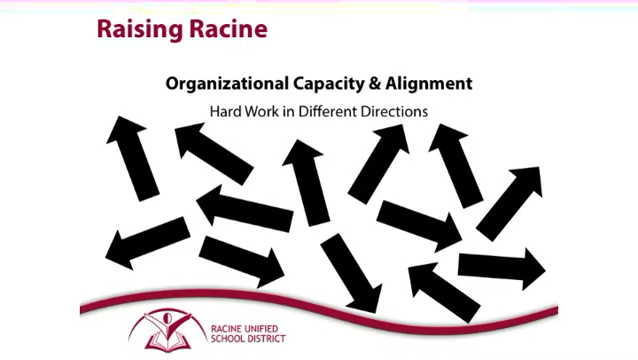 Raising Racine
Organizational Capacity & Alignment
Hard Work in Different Directions
RACINE UNIFIED
SCHOOL DISTRICT